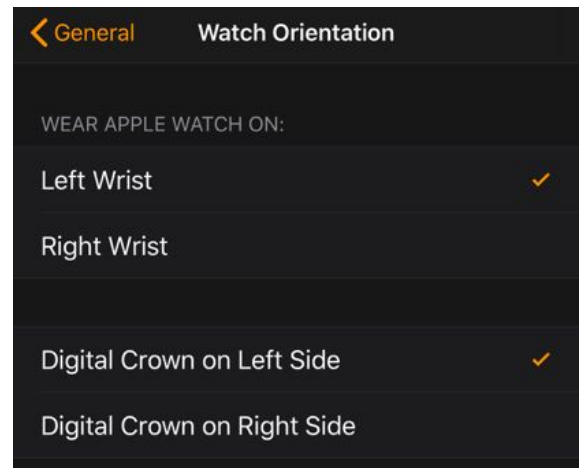 General Watch Orientation
WEAR APPLE WATCH ON:
Left Wrist
Right Wrist
Digital Crown on Left Side
Digital Crown on Right Side